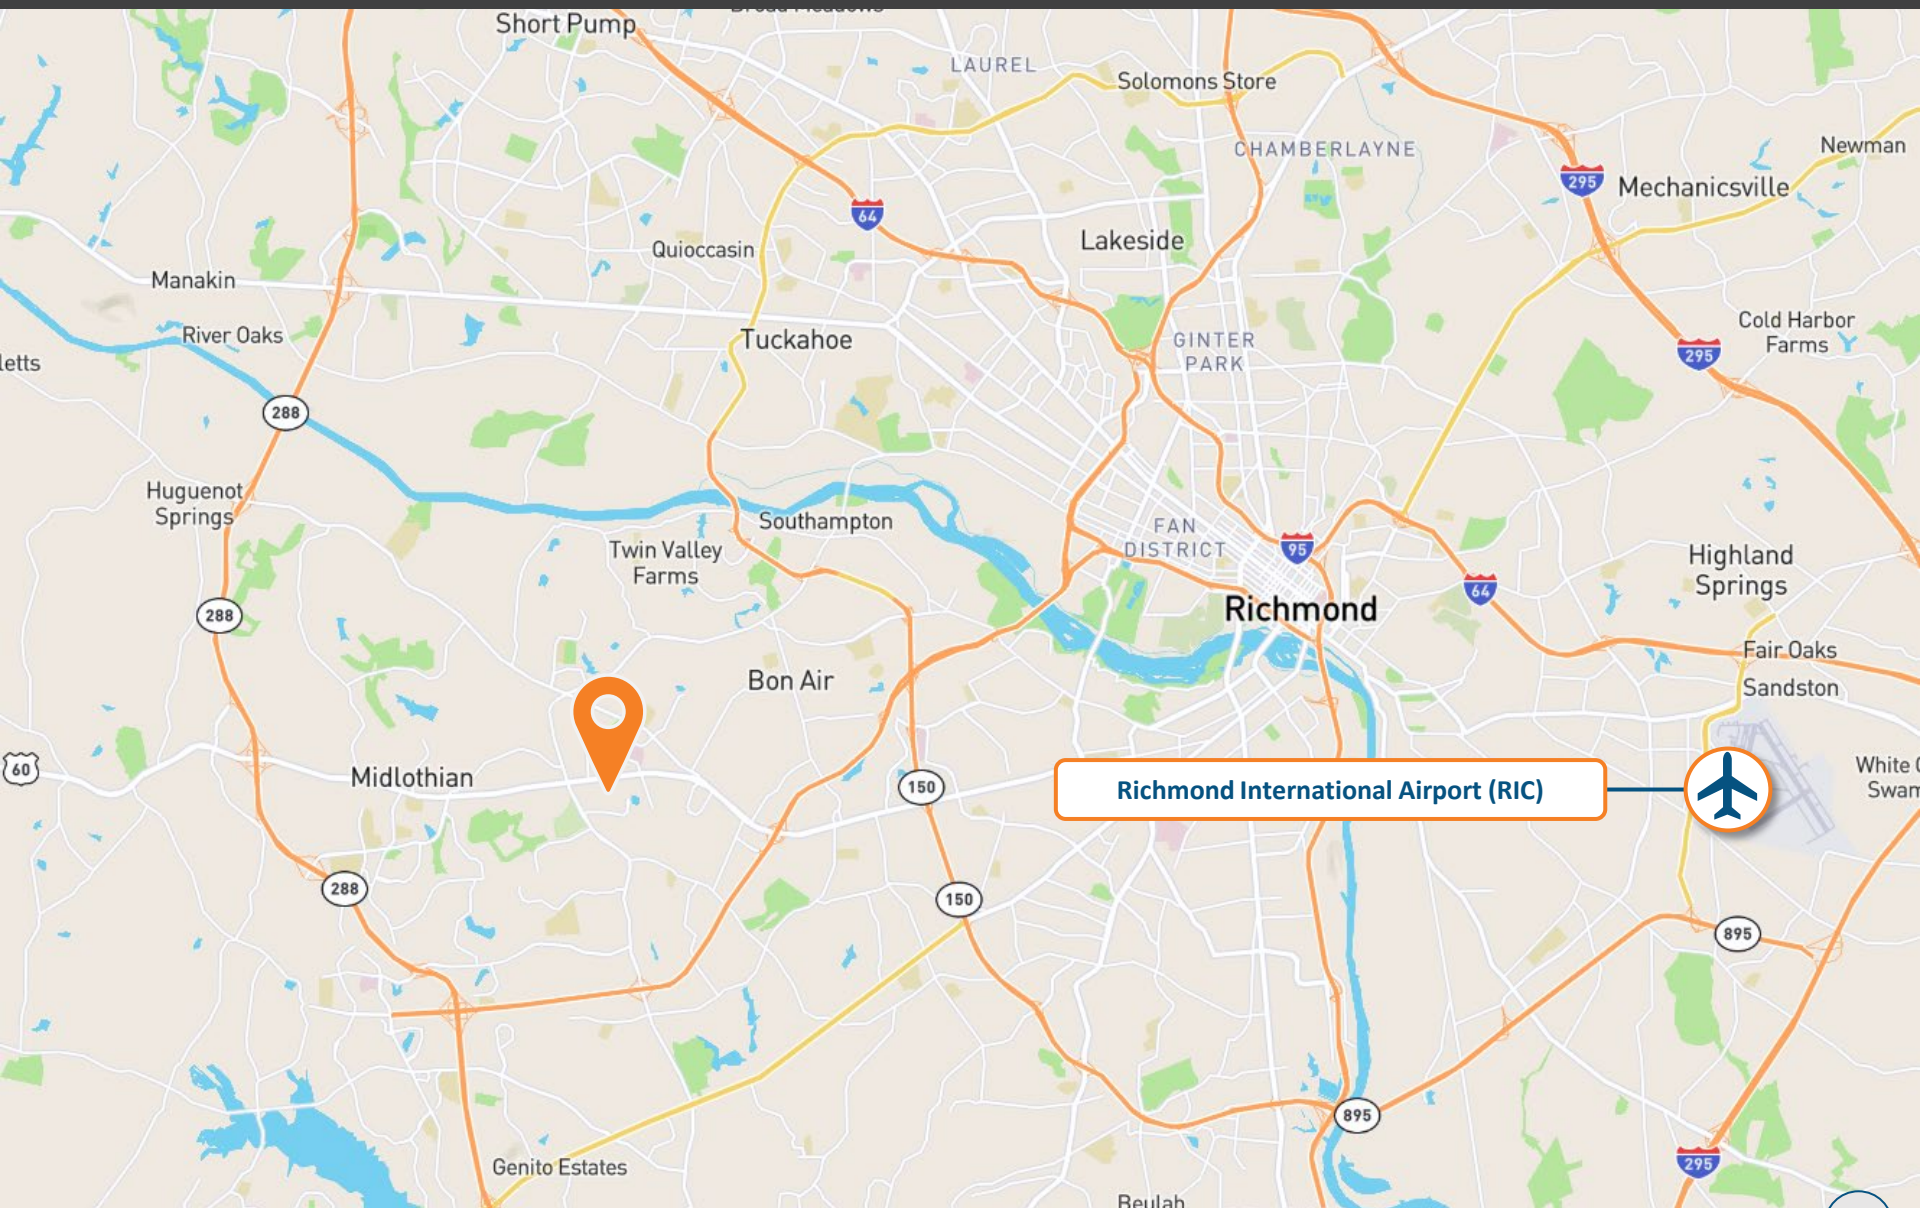 Short Pump
LAUREL
Solomons Store
CHAMBERLAYNE
Newman
295
Mechanicsville
64
Lakeside
Quioccasin
Manakin
River Oaks
Tuckahoe
GINTER
PARK
Cold Harbor
Farms
295
letts
288
Huguenot
Springs
Southampton
FAN
DISTRICT
95
Twin Valley
Farms
Highland
Springs
64
288
Richmond
Fair Oaks
Bon Air
Sandston
60
Midlothian
150
Richmond International Airport (RIC)
White
Swam
288
150
895
895
Genito Estates
295
Beulah